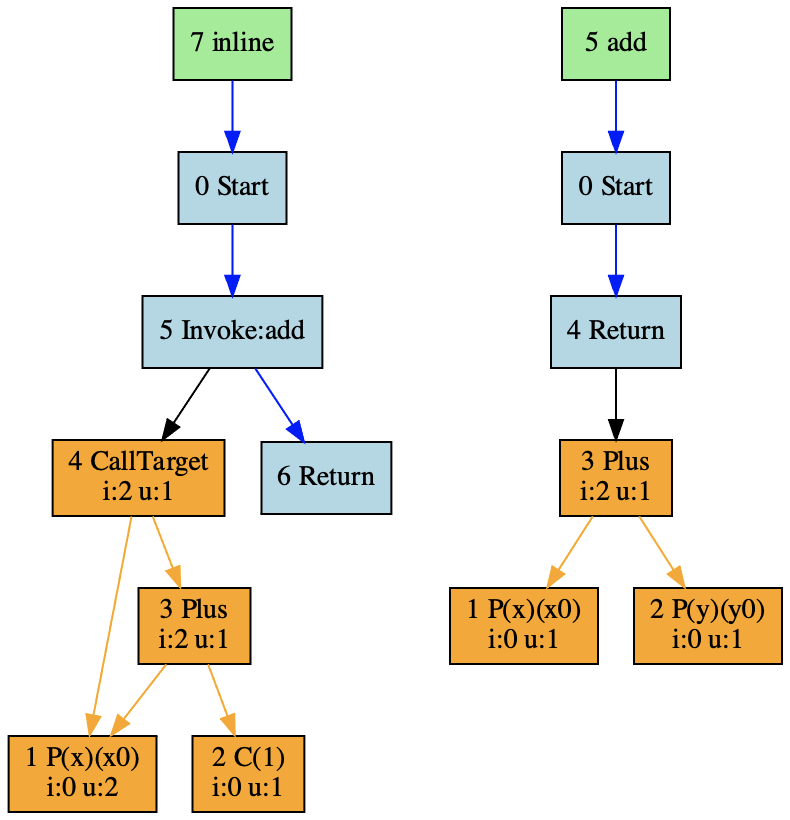 7 inline
5 add
0 Start
0 Start
5 Invoke:add
4 Return
4 CallTarget
i:2 u:1
6 Return
3 Plus
i:2 u:1
3 Plus
i:2 u:1
1 P(x)(x0)
i:0 u:1
2 P(y)(y0)
i:0 u:1
1 P(x)(x0)
i:0 u:2
2 C(1)
i:0 u:1